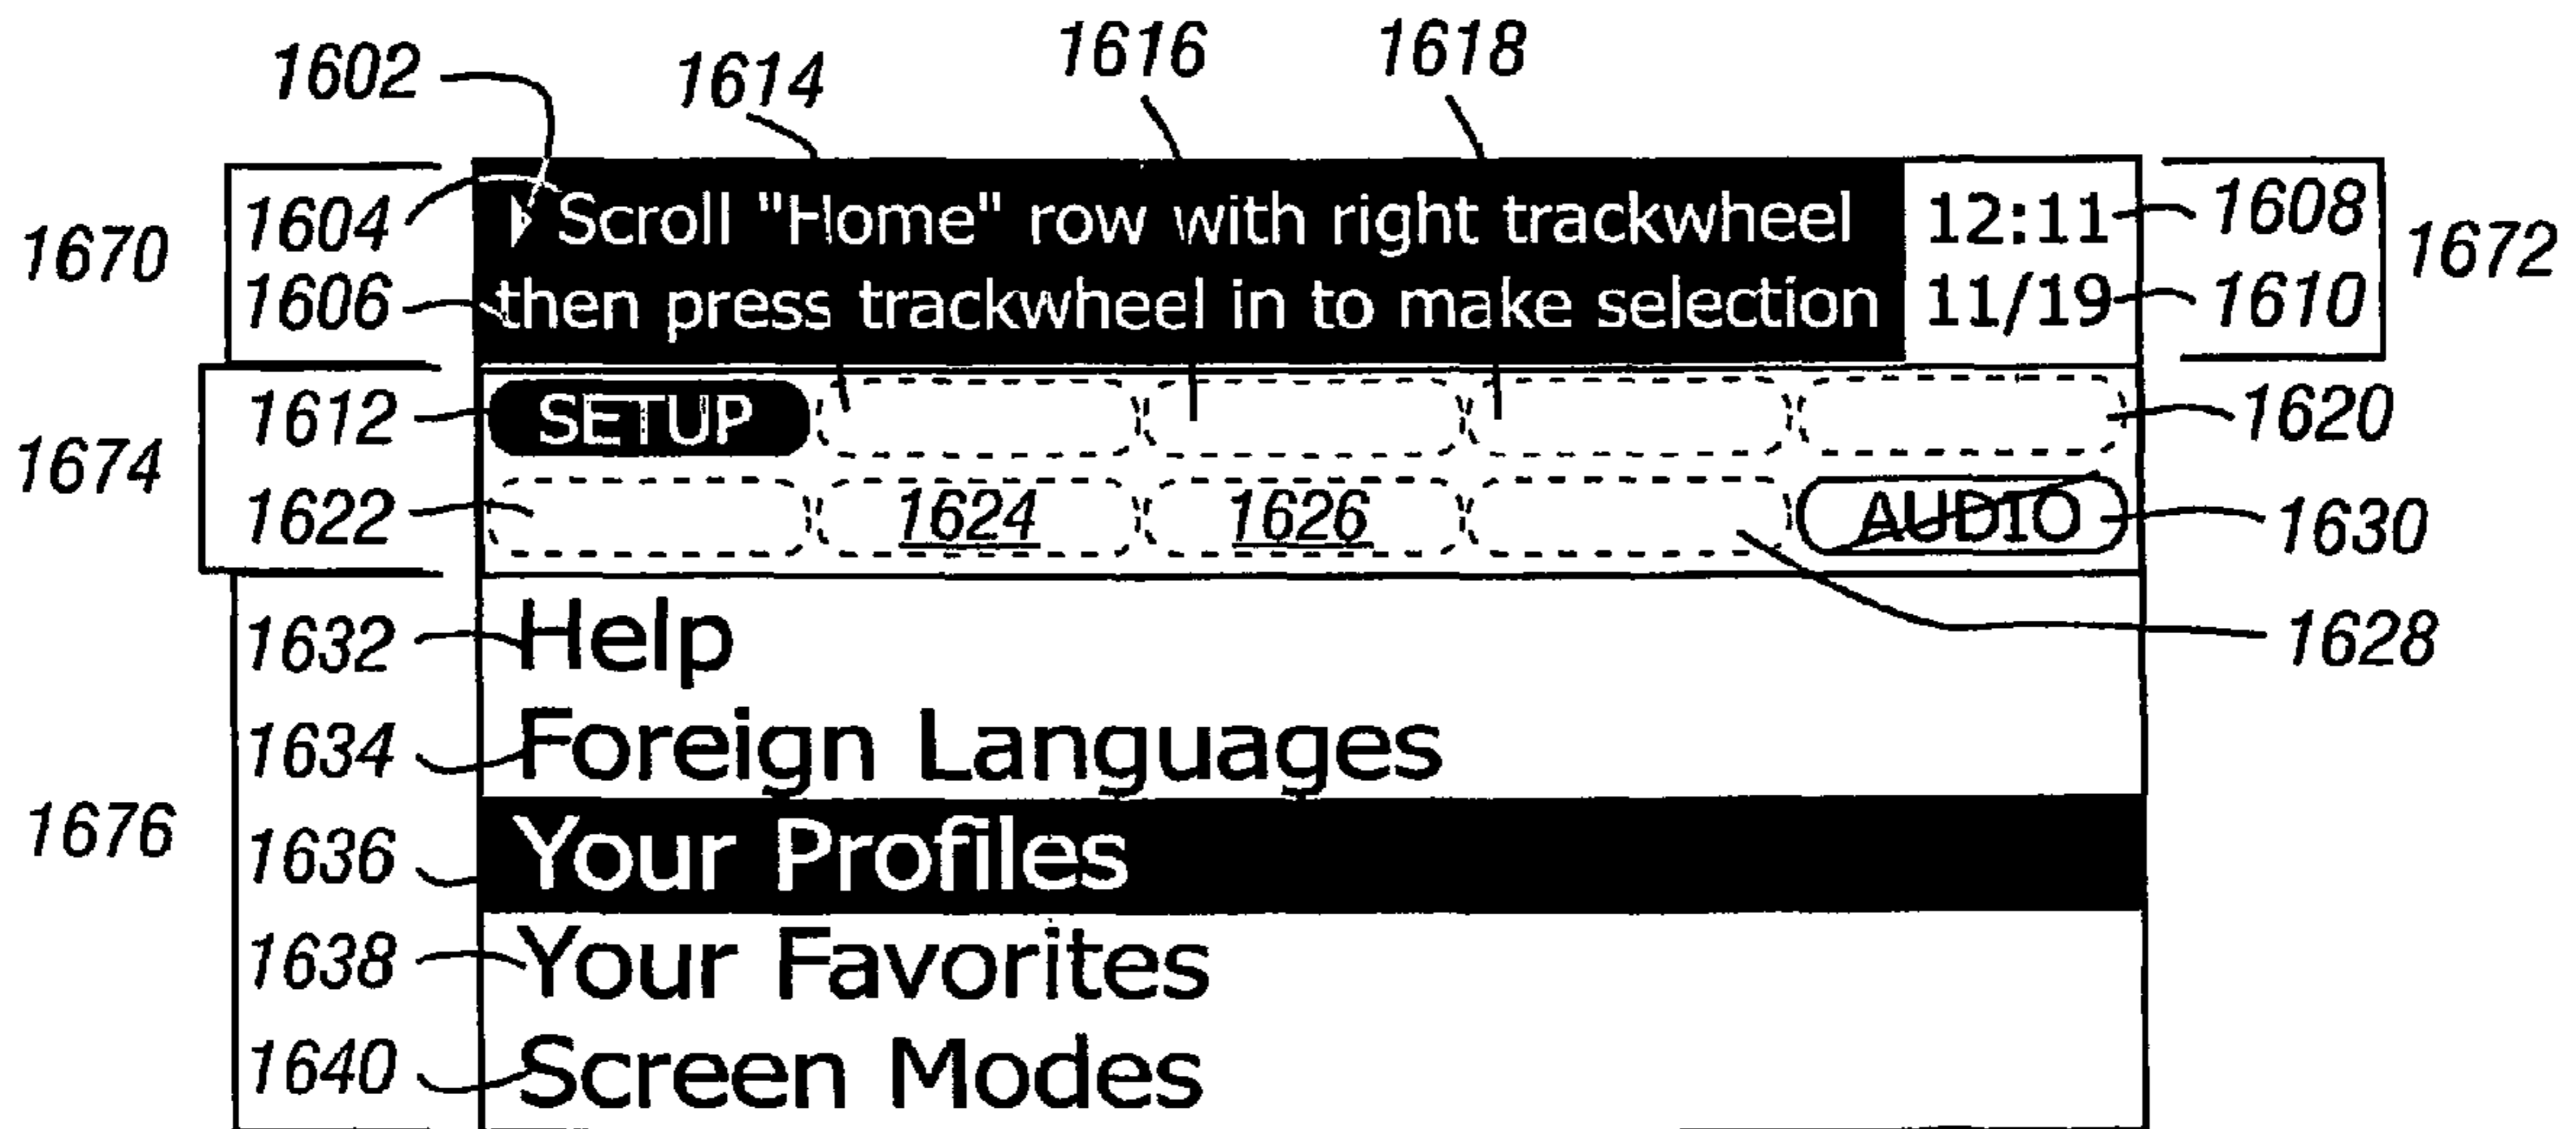 1602 1614 1616 1618
1670 1604 Scroll "Home" row with right trackwheel 12:11 1608 1672
1606 then press trackwheel in to make selection 11/19 1610
1674 1612 SETUP 1620
1622 1624 1626 AUDIO 1630
1632 Help 1628
1634 Foreign Languages
1676 1636 Your Profiles
1638 Your Favorites
1640 Screen Modes